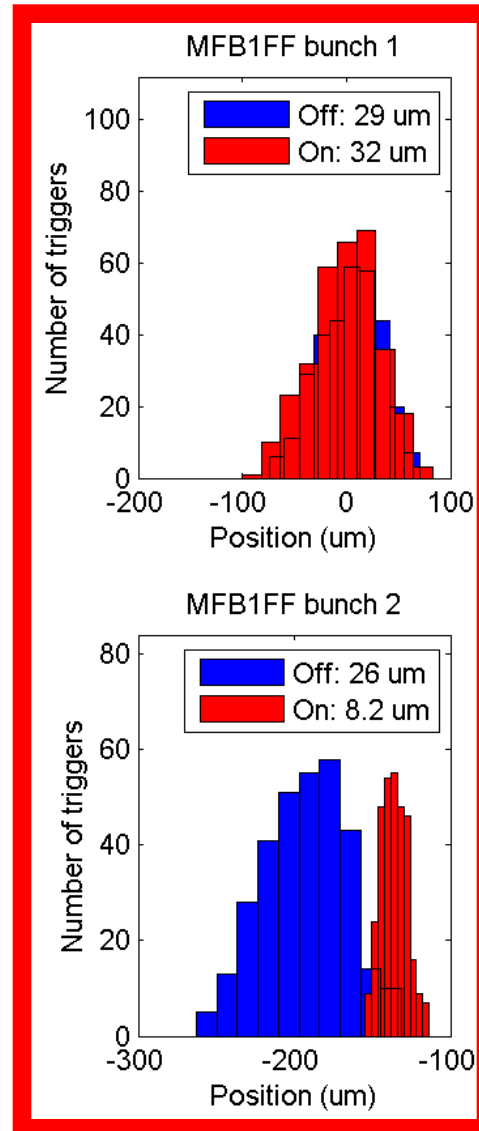 MFB1FF bunch 1
Off: 29 um
On: 32 um
Number of triggers
100
80
60
40
20
0
-200
-100
0
100
Position (um)
MFB1FF bunch 2
Off: 26 um
On: 8.2 um
Number of triggers
80
60
40
20
0
-300
-200
-100
Position (um)